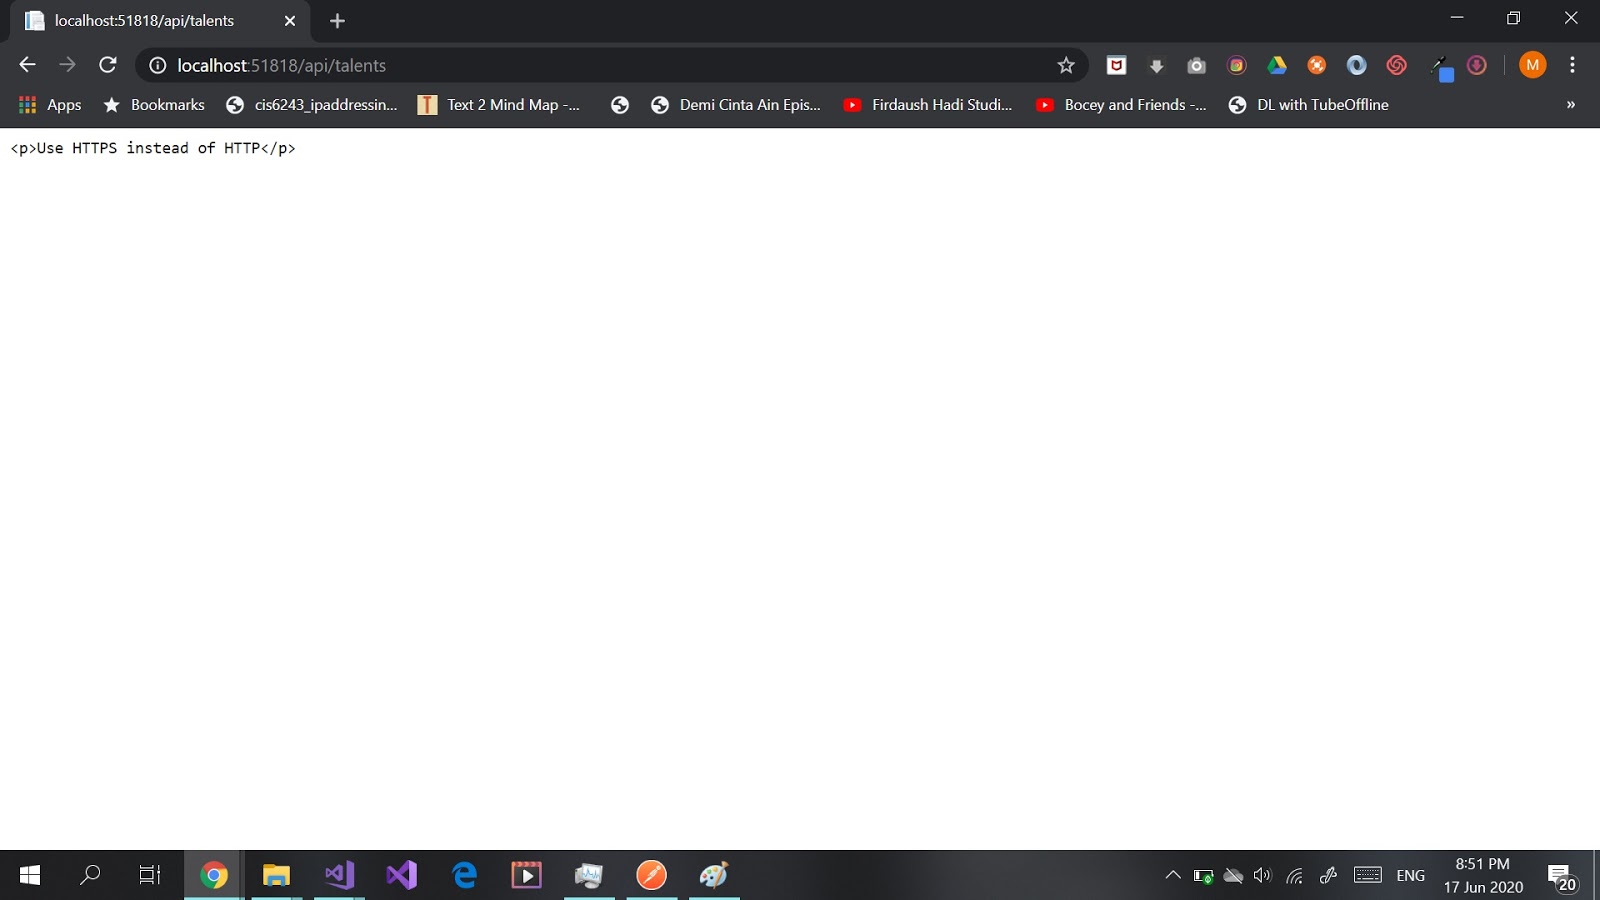 localhost:51818/api/talents
localhost:51818/api/talents
M
Apps
Bookmarks
cis6243_ipaddressin...
T
Text 2 Mind Map -...
Demi Cinta Ain Epis...
Firdaush Hadi Studi...
Bocey and Friends -...
DL with TubeOffline
»
<p>Use HTTPS instead of HTTP</p>
ENG
8:51 PM
17 Jun 2020
20